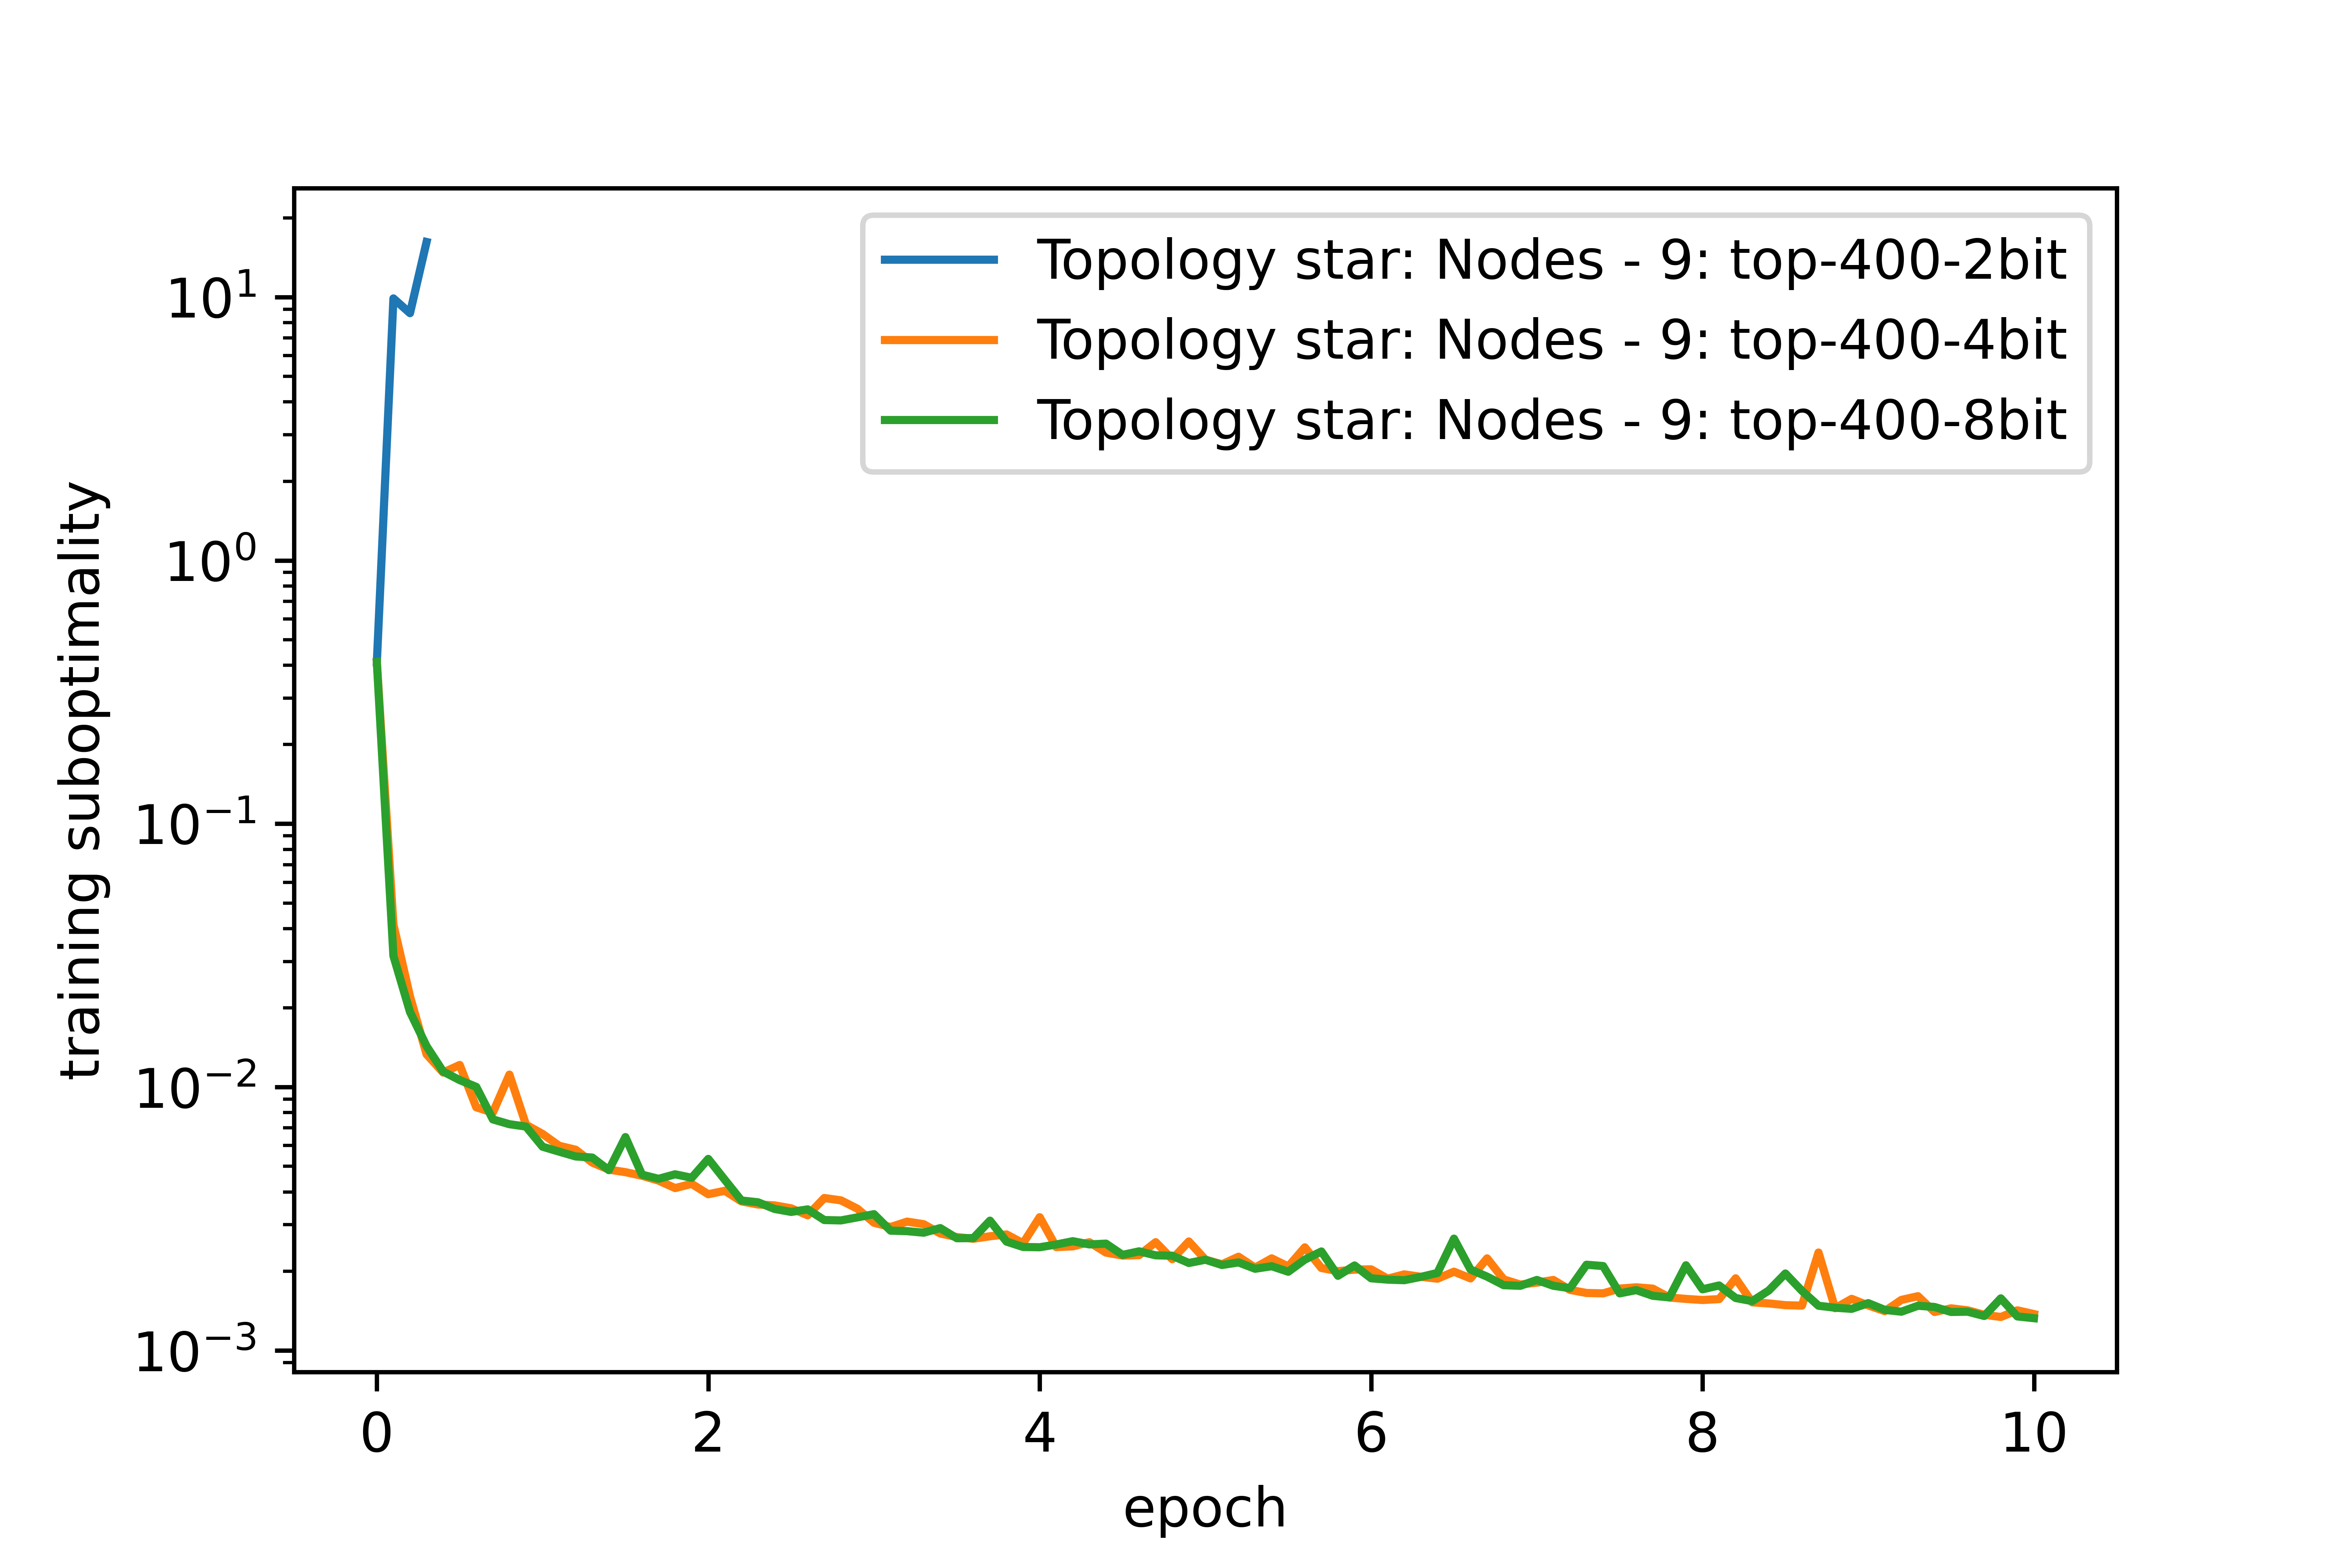 Topology star: Nodes - 9: top-400-2bit
Topology star: Nodes - 9: top-400-4bit
Topology star: Nodes - 9: top-400-8bit
training suboptimality
10¹
10⁰
10⁻¹
10⁻²
10⁻³
0 2 4 6 8 10
epoch